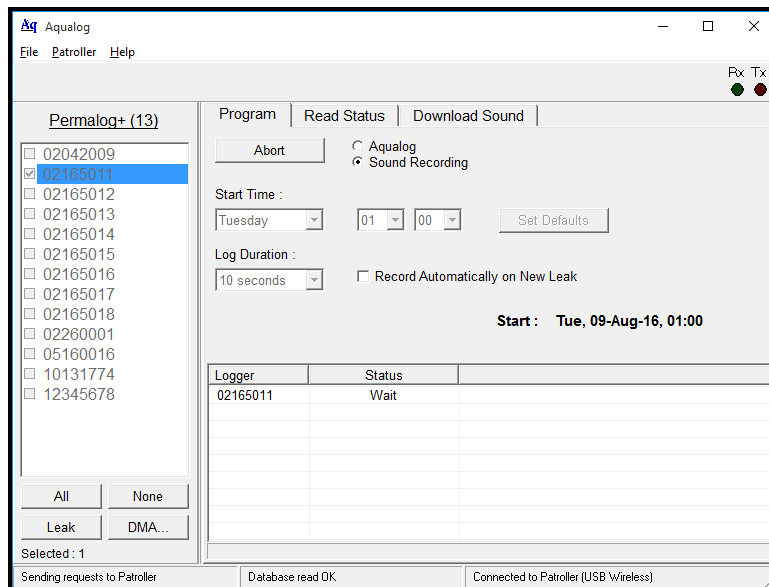 Aq Aqualog
File Patroller Help
Rx Tx
Permalog+ (13)
02042009
02165011
02165012
02165013
02165014
02165015
02165016
02165017
02165018
02260001
05160016
10131774
12345678
All None
Leak DMA...
Selected : 1
Program Read Status Download Sound
Abort
Aqualog
Sound Recording
Start Time :
Tuesday 01 00 Set Defaults
Log Duration :
10 seconds Record Automatically on New Leak
Start : Tue, 09-Aug-16, 01:00
Logger Status
02165011 Wait
Sending requests to Patroller Database read OK Connected to Patroller (USB Wireless)